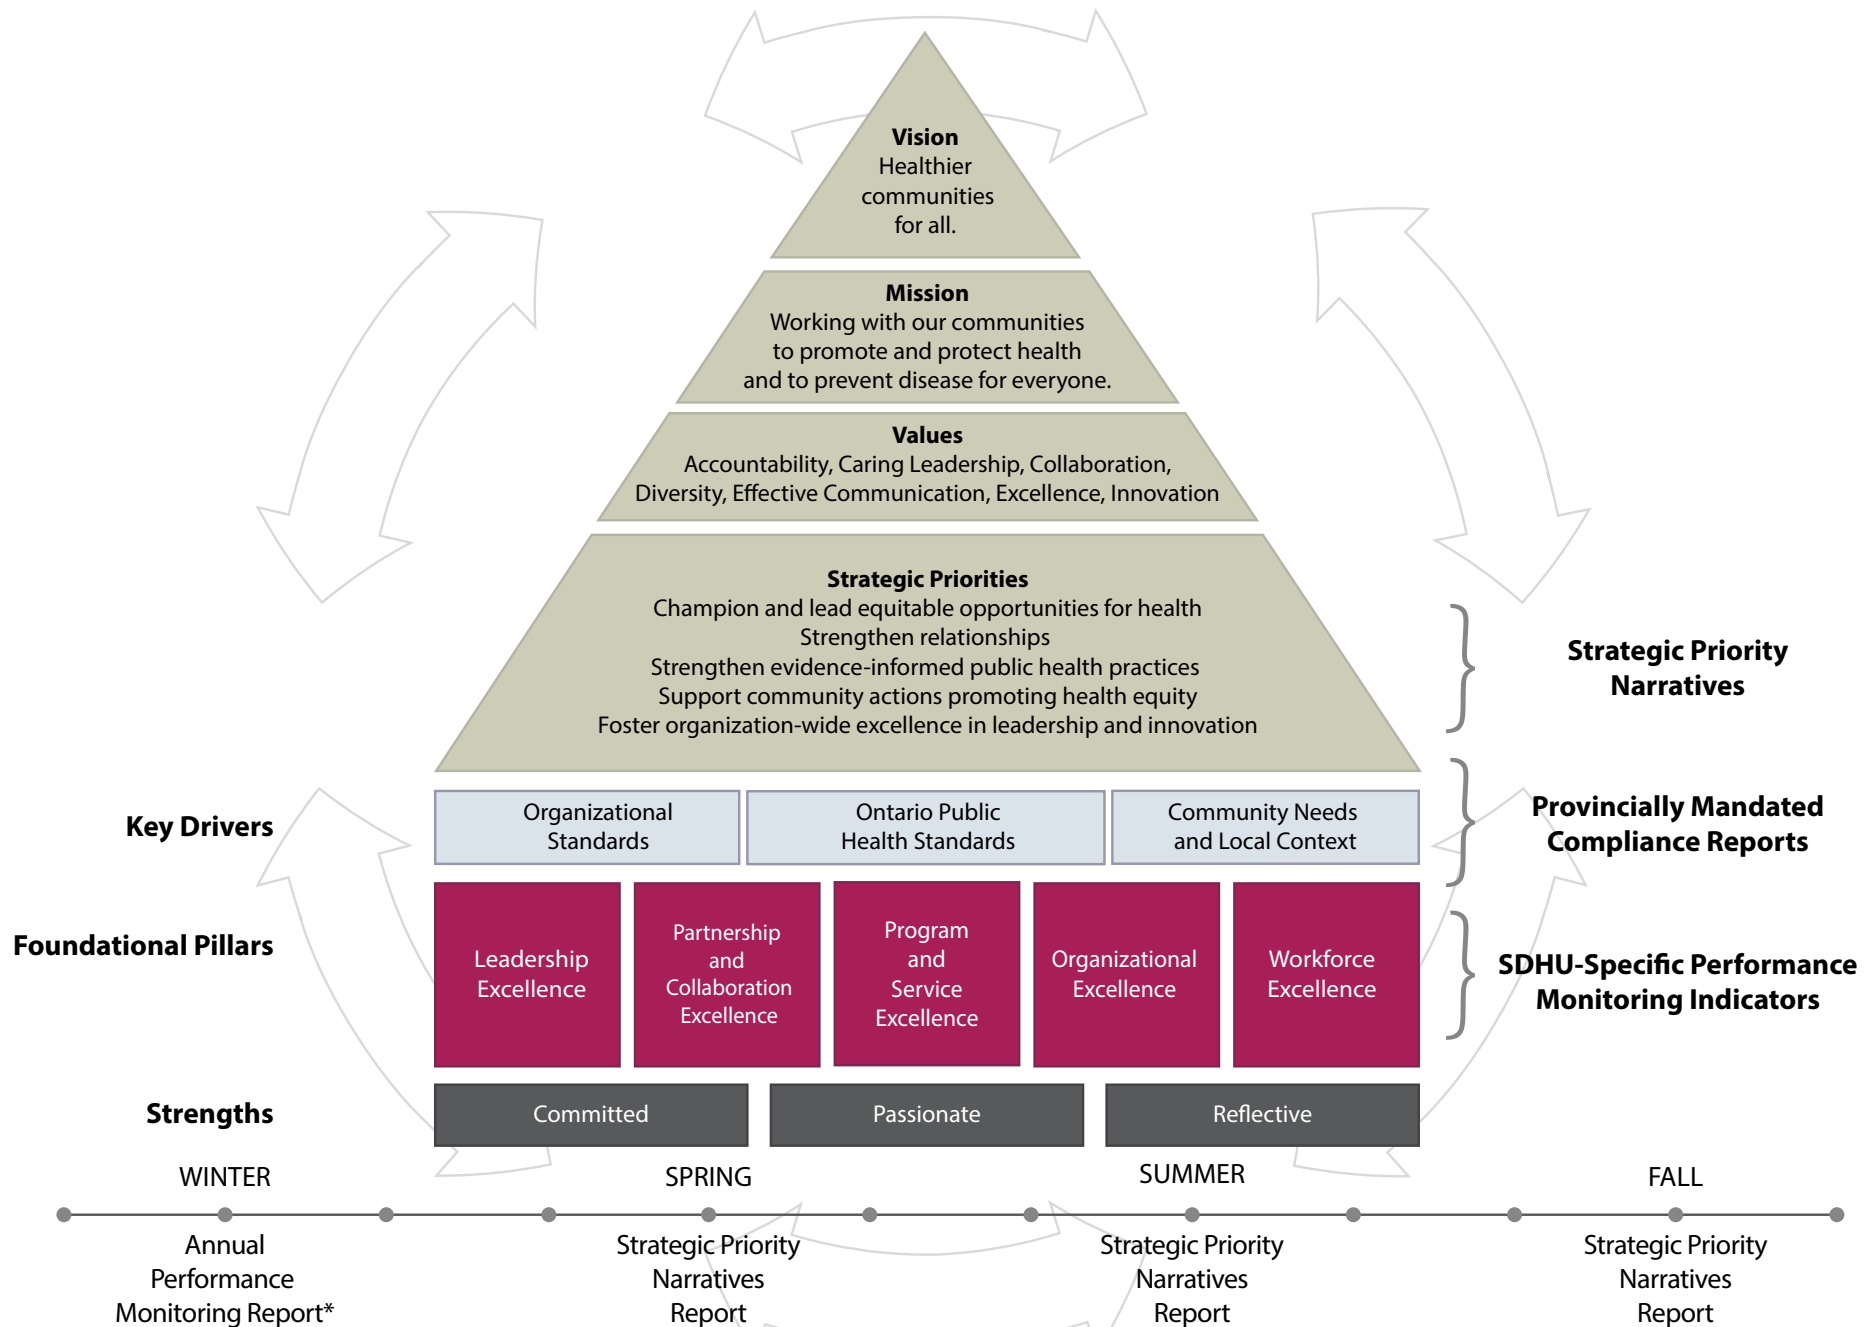 Vision
Healthier
communities
for all.
Mission
Working with our communities
to promote and protect health
and to prevent disease for everyone.
Values
Accountability, Caring Leadership, Collaboration,
Diversity, Effective Communication, Excellence, Innovation
Strategic Priorities
Champion and lead equitable opportunities for health
Strengthen relationships
Strengthen evidence-informed public health practices
Support community actions promoting health equity
Foster organization-wide excellence in leadership and innovation
Strategic Priority
Narratives
Key Drivers
Organizational
Standards
Ontario Public
Health Standards
Community Needs
and Local Context
Provincially Mandated
Compliance Reports
Foundational Pillars
Leadership
Excellence
Partnership
and
Collaboration
Excellence
Program
and
Service
Excellence
Organizational
Excellence
Workforce
Excellence
SDHU-Specific Performance
Monitoring Indicators
Strengths
Committed
Passionate
Reflective
WINTER
SPRING
SUMMER
FALL
Annual
Performance
Monitoring Report*
Strategic Priority
Narratives
Report
Strategic Priority
Narratives
Report
Strategic Priority
Narratives
Report